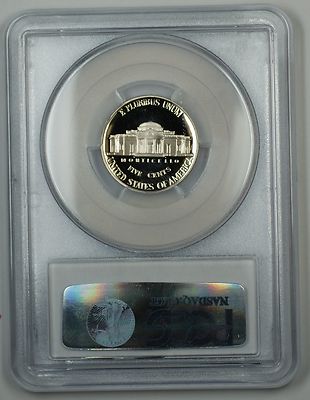 E PLURIBUS UNUM
MONTICELLO
FIVE CENTS
UNITED STATES OF AMERICA